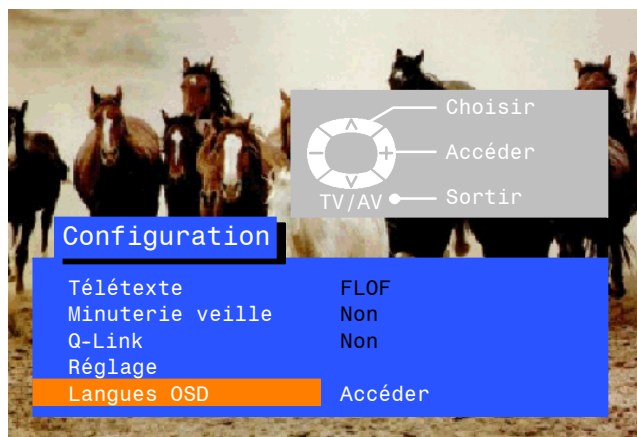 Choisir
Accéder
TV/AV Sortir
Configuration
Télétexte FLOF
Minuterie veille Non
Q-Link Non
Réglage
Langues OSD Accéder